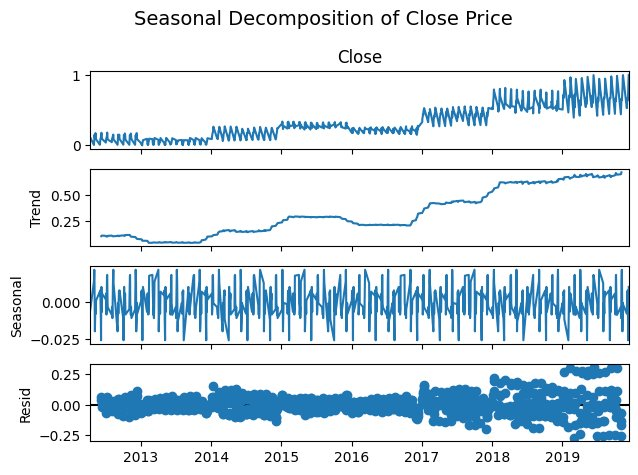 Seasonal Decomposition of Close Price
Close
1
0
Trend
0.50
0.25
Seasonal
0.000
−0.025
Resid
0.25
0.00
−0.25
2013 2014 2015 2016 2017 2018 2019